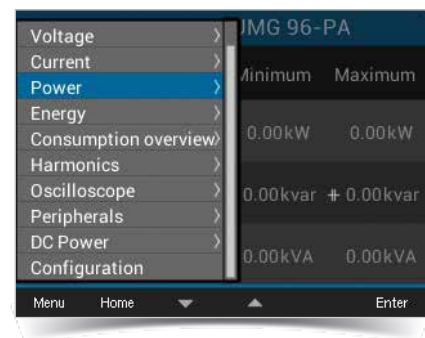 UMG 96-PA
Voltage
Current
Minimum Maximum
Power
Energy
Consumption overview
0.00kW 0.00kW
Harmonics
Oscilloscope
0.00kvar 0.00kvar
Peripherals
DC Power
0.00kVA 0.00kVA
Configuration
Menu Home Enter